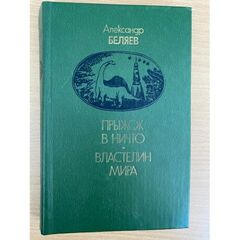 Александр
БЕЛЯЕВ
ПРЫЖОК
В НИЧТО
ВЛАСТЕЛИН
МИРА